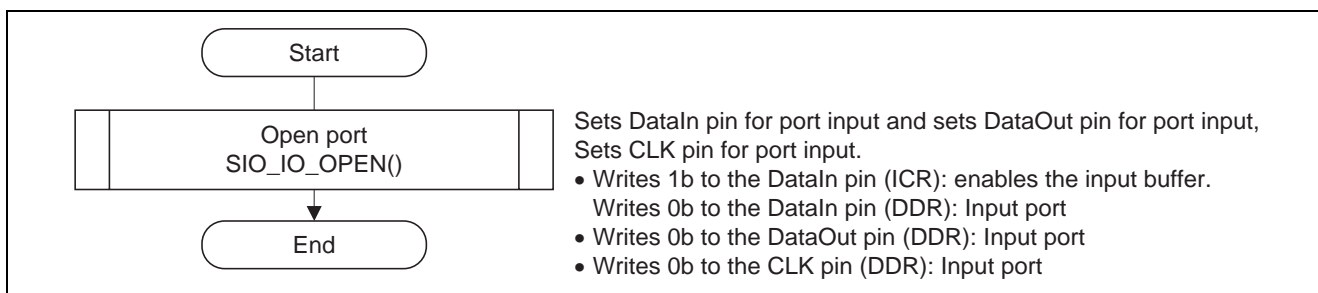 Start
Open port
SIO_IO_OPEN()
End
Sets DataIn pin for port input and sets DataOut pin for port input,
Sets CLK pin for port input.
• Writes 1b to the DataIn pin (ICR): enables the input buffer.
Writes 0b to the DataIn pin (DDR): Input port
• Writes 0b to the DataOut pin (DDR): Input port
• Writes 0b to the CLK pin (DDR): Input port